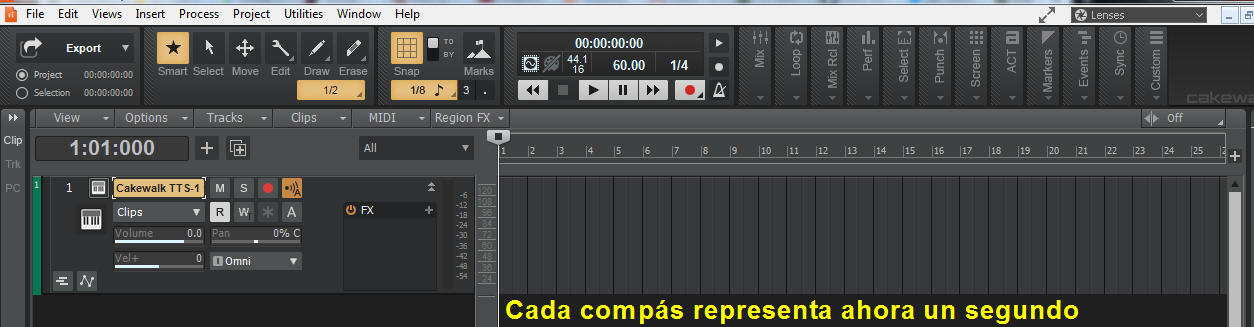 File Edit Views Insert Process Project Utilities Window Help Lenses
Export
Project 00:00:00:00
Selection 00:00:00:00
Smart Select Move Edit Draw Erase
1/2
Snap TO BY Marks
1/8 3 .
00:00:00:00
44.1 16 60.00 1/4
Mix Loop Mix Rcl Perf Select Punch Screen ACT Markers Events Sync Custom
View Options Tracks Clips MIDI Region FX Off
Clip
Trk
PC
1:01:000 All
1 2 3 4 5 6 7 8 9 10 11 12 13 14 15 16 17 18 19 20 21 22 23 24 25
1 1 Cakewalk TTS-1 M S A
Clips R W A
FX
Volume 0.0 Pan 0% C
Vel+ 0 Omni
-6
-12
-18
-24
-30
-36
-42
-48
-54
120
108
96
84
72
60
48
36
24
Cada compás representa ahora un segundo